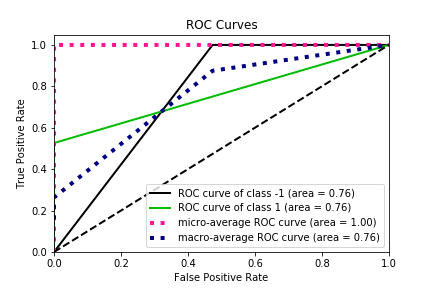 ROC Curves
1.0
0.8
0.6
0.4
0.2
0.0
True Positive Rate
ROC curve of class -1 (area = 0.76)
ROC curve of class 1 (area = 0.76)
micro-average ROC curve (area = 1.00)
macro-average ROC curve (area = 0.76)
0.0 0.2 0.4 0.6 0.8 1.0
False Positive Rate